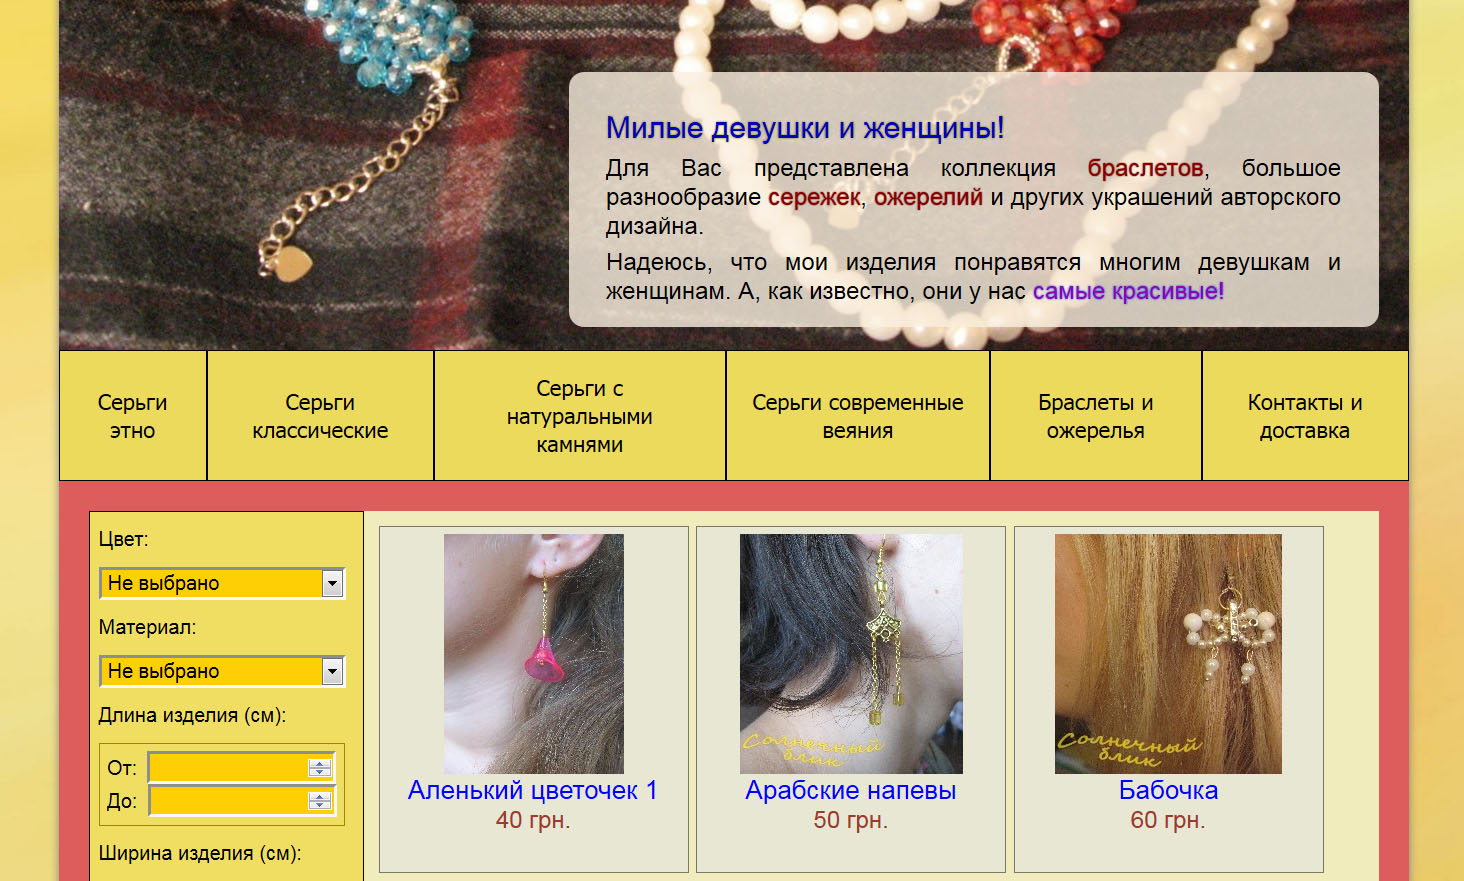 Милые девушки и женщины!
Для Вас представлена коллекция браслетов, большое
разнообразие сережек, ожерелий и других украшений авторского
дизайна.
Надеюсь, что мои изделия понравятся многим девушкам и
женщинам. А, как известно, они у нас самые красивые!
Серьги
этно
Серьги
классические
Серьги с
натуральными
камнями
Серьги современные
веяния
Браслеты и
ожерелья
Контакты и
доставка
Цвет:
Не выбрано
Материал:
Не выбрано
Длина изделия (см):
От:
До:
Ширина изделия (см):
Аленький цветочек 1
40 грн.
Солнечный
блик
Арабские напевы
50 грн.
Солнечный
блик
Бабочка
60 грн.